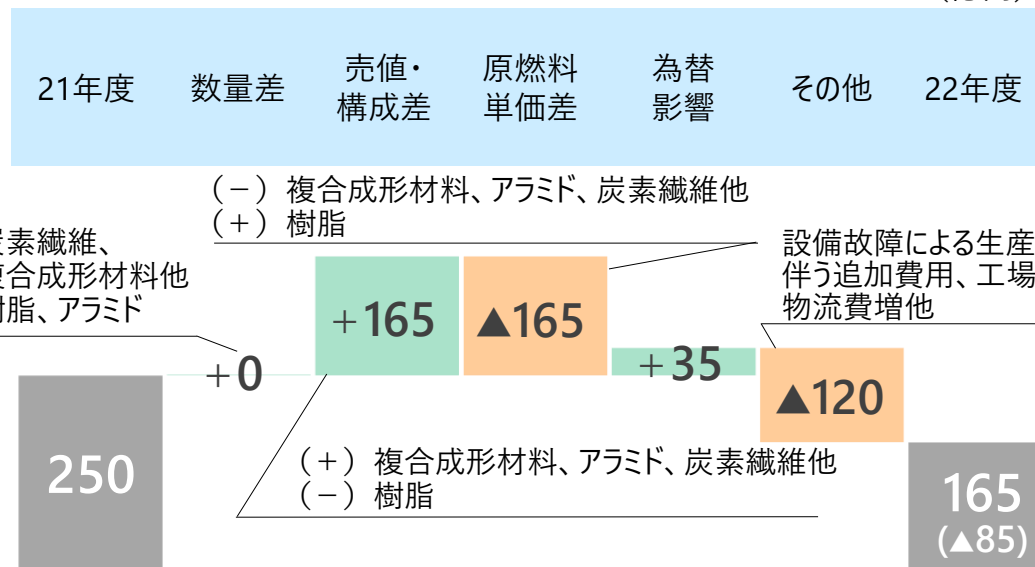 21年度
数量差
売値・
構成差
原燃料
単価差
為替
影響
その他
22年度
（－）複合成形材料、アラミド、炭素繊維他
（＋）樹脂
素繊維、
複合成形材料他
樹脂、アラミド
設備故障による生産
伴う追加費用、工場
物流費増他
+0
+165
▲165
+35
▲120
250
（＋）複合成形材料、アラミド、炭素繊維他
（－）樹脂
165
(▲85)